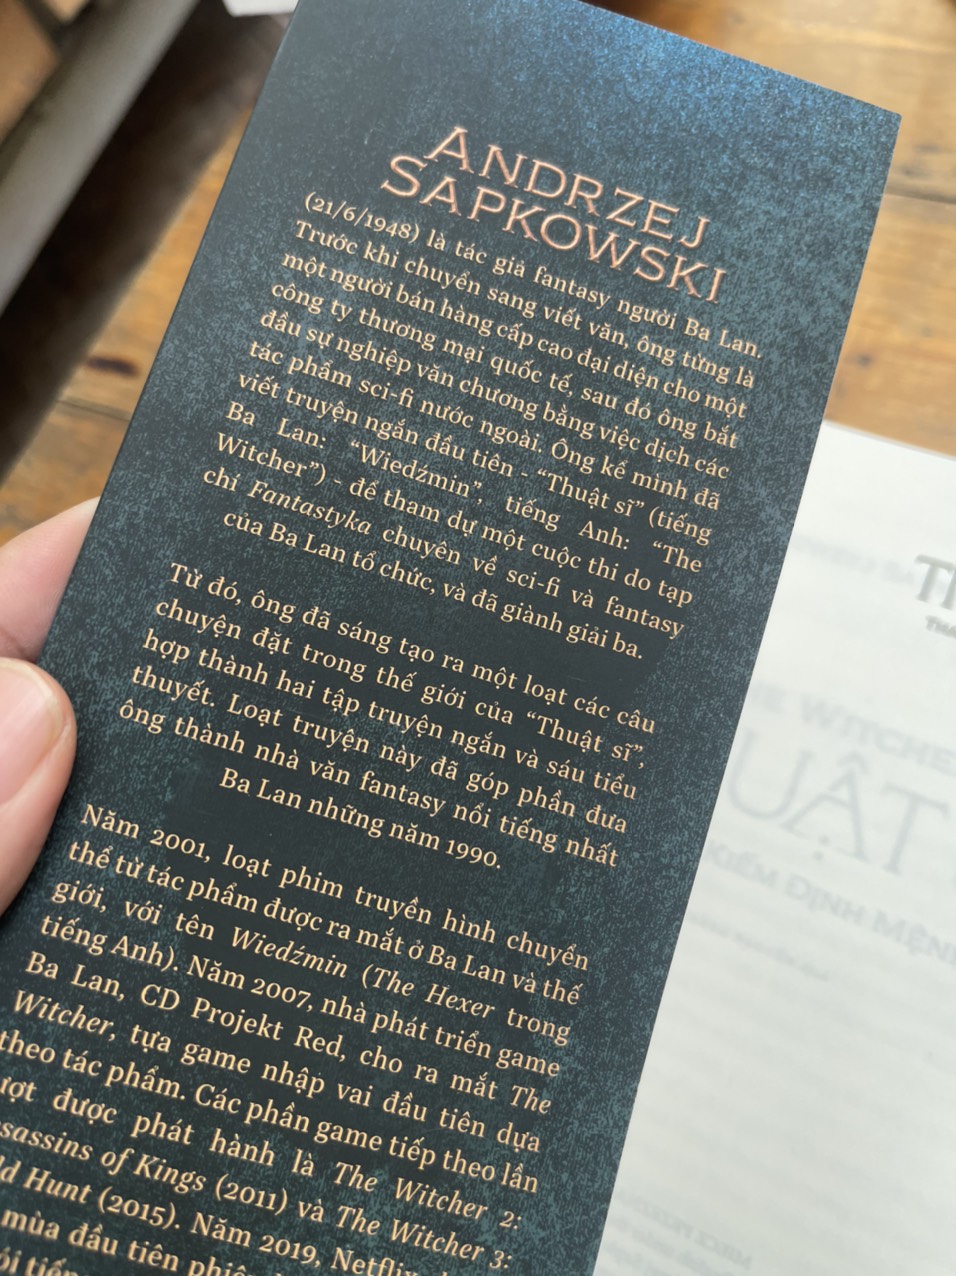 ANDRZEJ
SAPKOWSKI
(21/6/1948) là tác giả fantasy người Ba Lan.
Trước khi chuyển sang viết văn, ông từng là
một người bán hàng cấp cao đại diện cho một
công ty thương mại quốc tế, sau đó ông bắt
đầu sự nghiệp văn chương bằng việc dịch các
tác phẩm sci-fi nước ngoài. Ông kể mình đã
viết truyện ngắn đầu tiên - “Thuật sĩ” (tiếng
Ba Lan: “Wiedźmin”, tiếng Anh: “The
Witcher”) - để tham dự một cuộc thi do tạp
chí Fantastyka chuyên về sci-fi và fantasy
của Ba Lan tổ chức, và đã giành giải ba.
Từ đó, ông đã sáng tạo ra một loạt các câu
chuyện đặt trong thế giới của “Thuật sĩ”,
hợp thành hai tập truyện ngắn và sáu tiểu
thuyết. Loạt truyện này đã góp phần đưa
ông thành nhà văn fantasy nổi tiếng nhất
Ba Lan những năm 1990.
Năm 2001, loạt phim truyền hình chuyển
thể từ tác phẩm được ra mắt ở Ba Lan và thế
giới, với tên Wiedźmin (The Hexer trong
tiếng Anh). Năm 2007, nhà phát triển game
Ba Lan, CD Projekt Red, cho ra mắt The
Witcher, tựa game nhập vai đầu tiên dựa
theo tác phẩm. Các phần game tiếp theo lần
lượt được phát hành là The Witcher 2:
Assassins of Kings (2011) và The Witcher 3:
Hunt (2015). Năm 2019, Netflix
mùa đầu tiên
WITCHER
UẬT
KIẾM ĐỊNH MỆNH